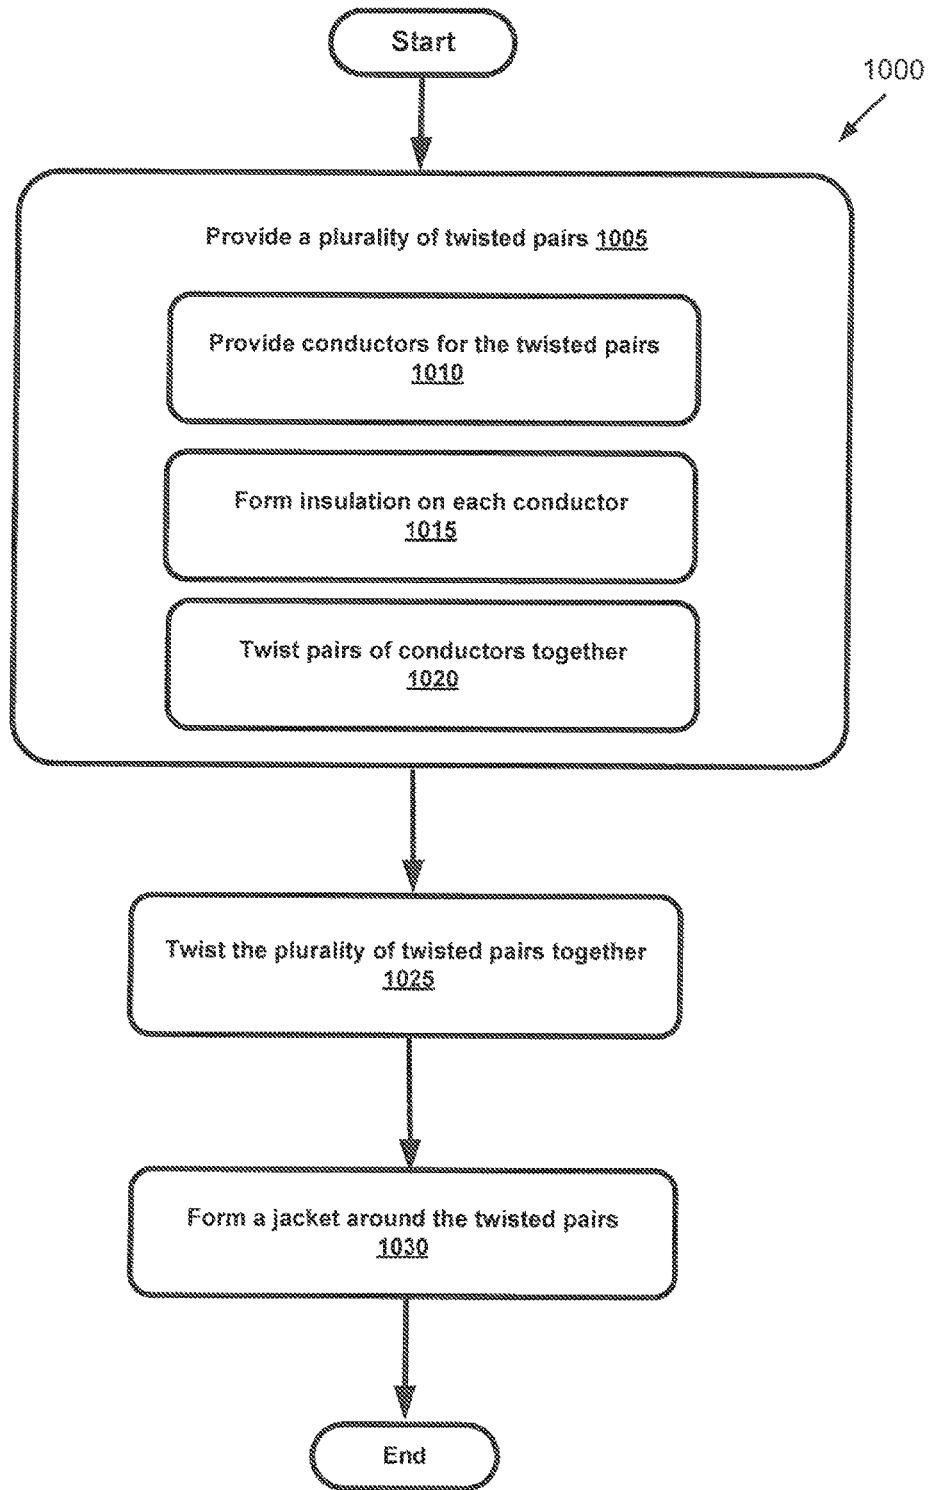 Start
1000
Provide a plurality of twisted pairs 1005
Provide conductors for the twisted pairs
1010
Form insulation on each conductor
1015
Twist pairs of conductors together
1020
Twist the plurality of twisted pairs together
1025
Form a jacket around the twisted pairs
1030
End